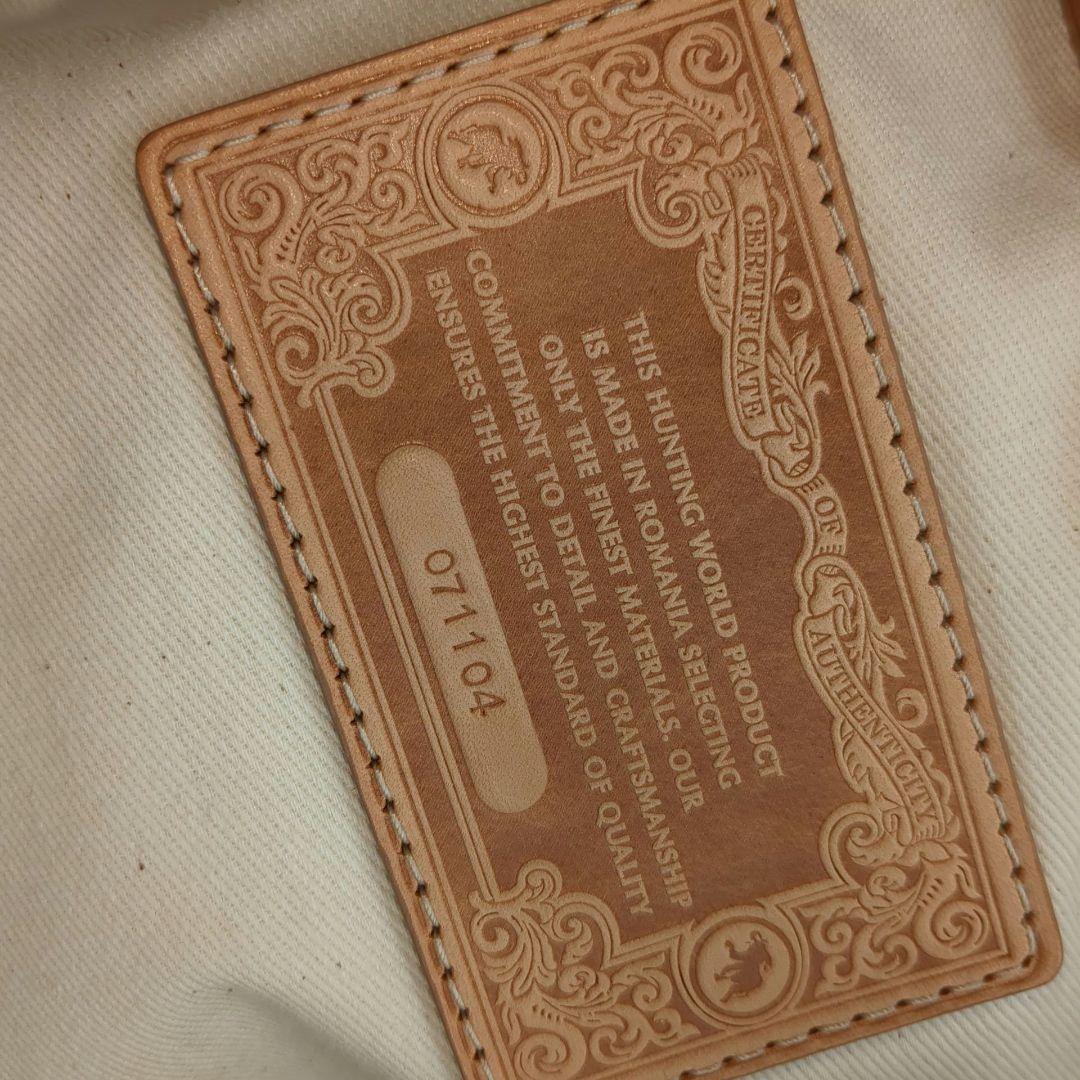 CERTIFICATE OF AUTHENTICITY
THIS HUNTING WORLD PRODUCT
IS MADE IN ROMANIA SELEGTING
ONLY THE FINEST MATERIALS. OUR
COMMITMENT TO DETAIL AND CRAFTSMANSHIP
ENSURES THE HIGHEST STANDARD OF QUALITY
071104